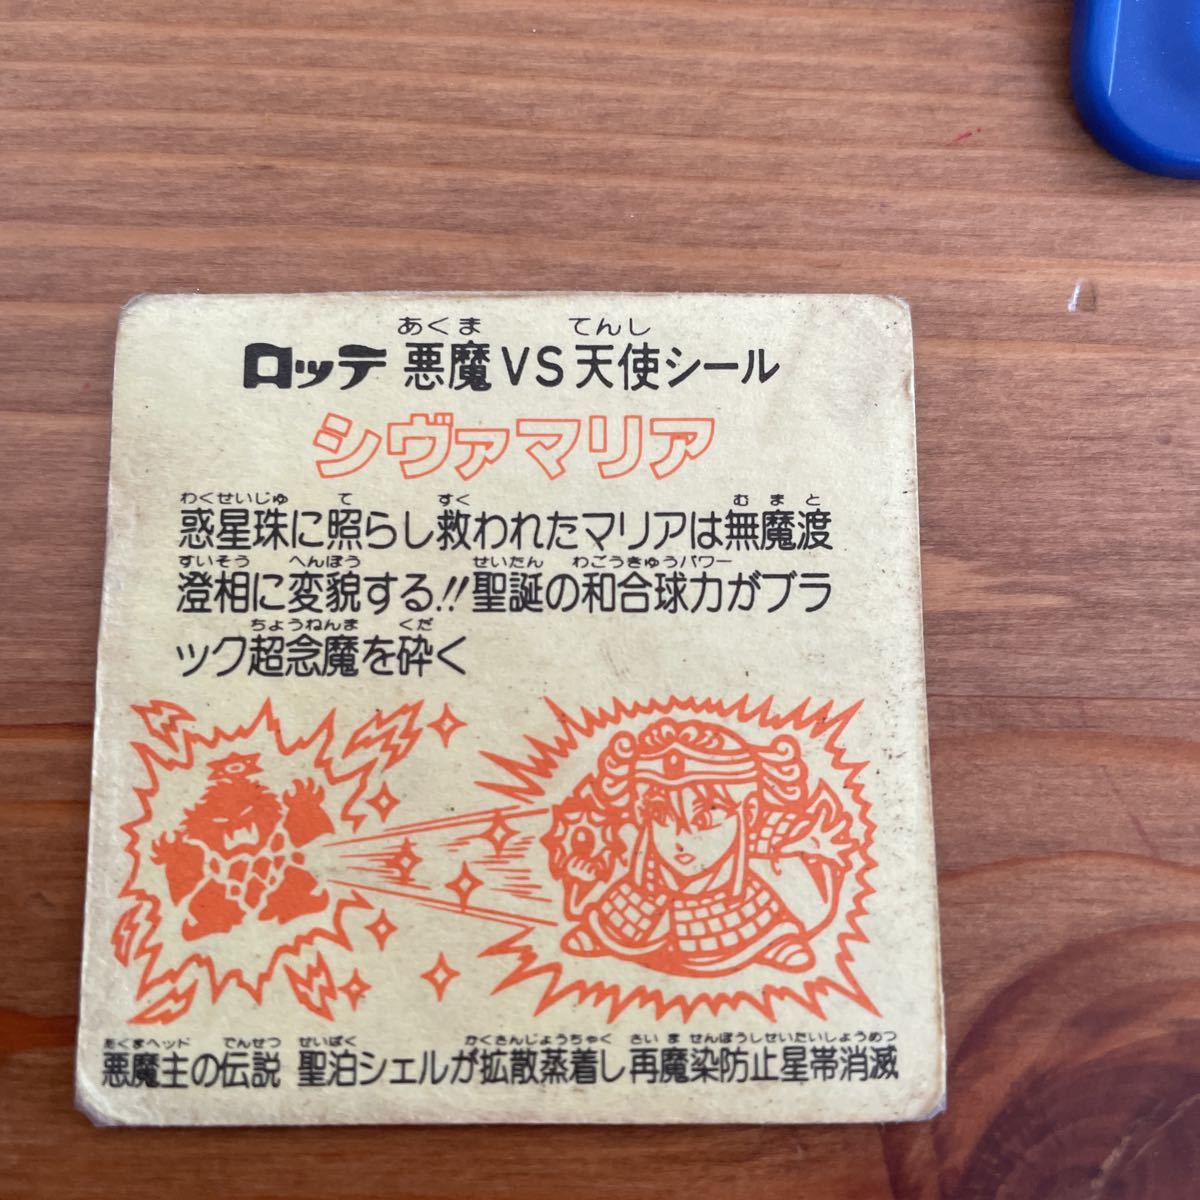 あくま てんし
ロッテ 悪魔VS天使シール
シヴァマリア
わくせいじゅ て すく むまと
惑星珠に照らし救われたマリアは無魔渡
すいそう へんぼう せいたん わごうきゅうパワー
澄相に変貌する!!聖誕の和合球力がブラ
ちょうねんま くだ
ック超念魔を砕く
あくまヘッド でんせつ せいぱく かくさんじょうちゃく さい ま せんぼうしせいたいしょうめつ
悪魔主の伝説 聖泊シェルが拡散蒸着し再魔染防止星帯消滅